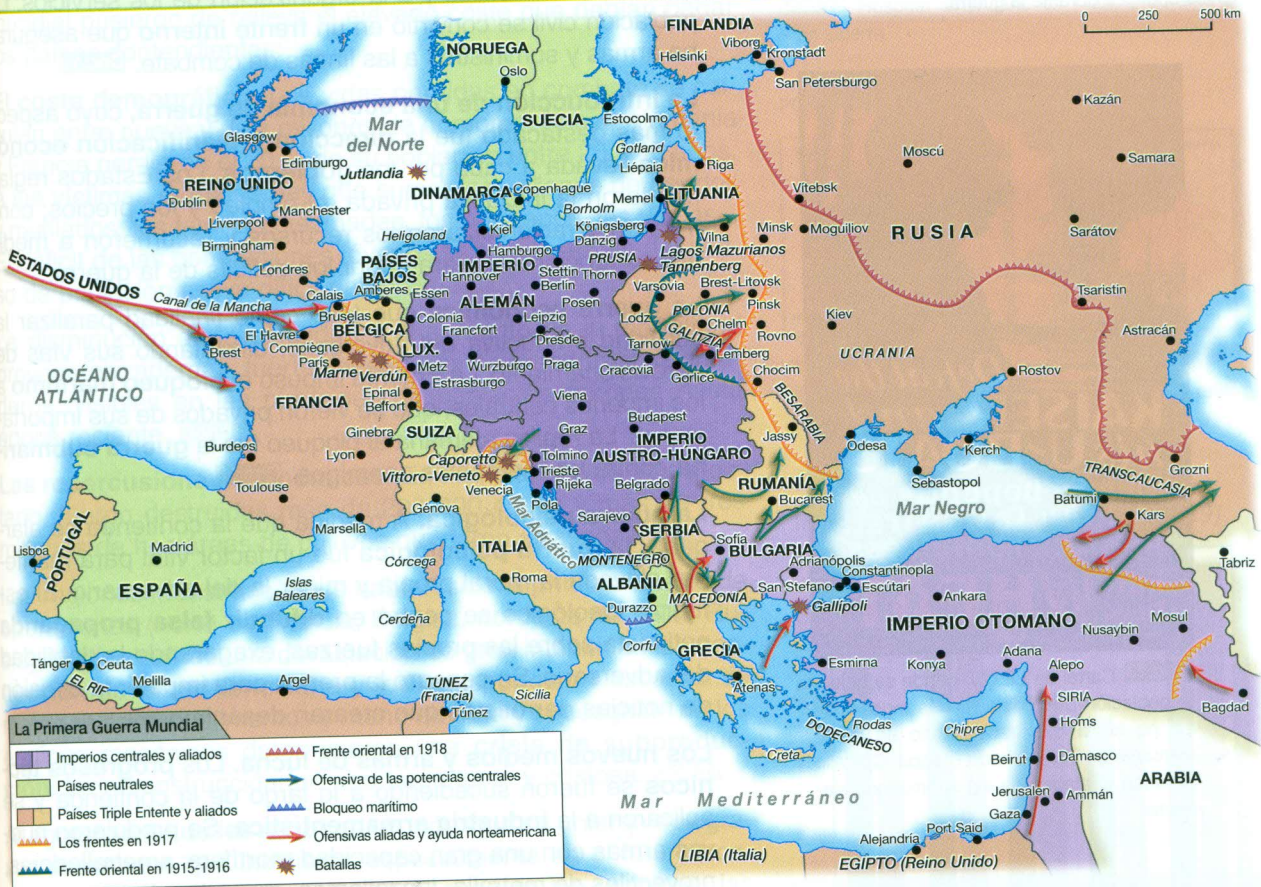 FINLANDIA
0 250 500 km
NORUEGA
Viborg
Kronstadt
Helsinki
San Petersburgo
Oslo
Kazán
SUECIA
Estocolmo
Mar
del Norte
Glasgow
Edimburgo
Gotland
Moscú
Samara
Jutlandia
Liépaia
Riga
REINO UNIDO
DINAMARCA
Copenhague
LITUANIA
Vítebsk
Dublín
Memel
Borholm
Liverpool
Manchester
Königsberg
Minsk
Moguíliov
RUSIA
Sarátov
Heligoland
Kiel
Danzig
Vilna
Birmingham
Hamburgo
PRUSIA
Lagos Mazurianos
PAÍSES
BAJOS
IMPERIO
ALEMÁN
Stettin
Thorn
Tannenberg
ESTADOS UNIDOS
Londres
Hannover
Berlín
Varsovia
Brest-Litovsk
Tsaristin
Canal de la Mancha
Calais
Amberes
Essen
Posen
POLONIA
Pinsk
Bruselas
Colonia
Leipzig
Lodz
Chelm
Rovno
Kiev
Astracán
El Havre
BÉLGICA
Francfort
Dresde
GALITZIA
Brest
Compiègne
LUX.
Tarnow
Lemberg
UCRANIA
París
Metz
Wurzburgo
Praga
Cracovia
Gorlice
Chocim
Rostov
OCÉANO
ATLÁNTICO
Marne
Verdún
Estrasburgo
FRANCIA
Epinal
Belfort
Viena
Budapest
BESARABIA
SUIZA
Graz
IMPERIO
AUSTRO-HÚNGARO
Jassy
Odesa
Kerch
Burdeos
Ginebra
Lyon
Caporetto
Tolmino
Grozni
Vittoro-Veneto
Trieste
RUMANÍA
Sebastopol
TRANSCAUCASIA
Toulouse
Venecia
Rijeka
Belgrado
Bucarest
Batumi
Génova
Pola
Mar Negro
Kars
Marsella
Mar Adriático
Sarajevo
SERBIA
PORTUGAL
Lisboa
Madrid
ITALIA
Sofía
BULGARIA
ESPAÑA
Córcega
MONTENEGRO
Adrianópolis
Constantinopla
Tabriz
Islas
Baleares
Roma
ALBANIA
San Stefano
Escútari
Ankara
Durazzo
MACEDONIA
Gallípoli
Cerdeña
IMPERIO OTOMANO
Mosul
Nusaybin
Corfu
GRECIA
Esmirna
Konya
Adana
Tánger
Ceuta
Alepo
EL RIF
Melilla
Argel
TÚNEZ
(Francia)
Sicilia
Atenas
SIRIA
Bagdad
Túnez
Rodas
DODECANESO
Chipre
Homs
Creta
Beirut
Damasco
ARABIA
Jerusalen
Ammán
Mar Mediterráneo
Gaza
Port Said
Alejandría
LIBIA (Italia)
EGIPTO (Reino Unido)
La Primera Guerra Mundial
Imperios centrales y aliados
Países neutrales
Países Triple Entente y aliados
Los frentes en 1917
Frente oriental en 1915-1916
Frente oriental en 1918
Ofensiva de las potencias centrales
Bloqueo marítimo
Ofensivas aliadas y ayuda norteamericana
Batallas